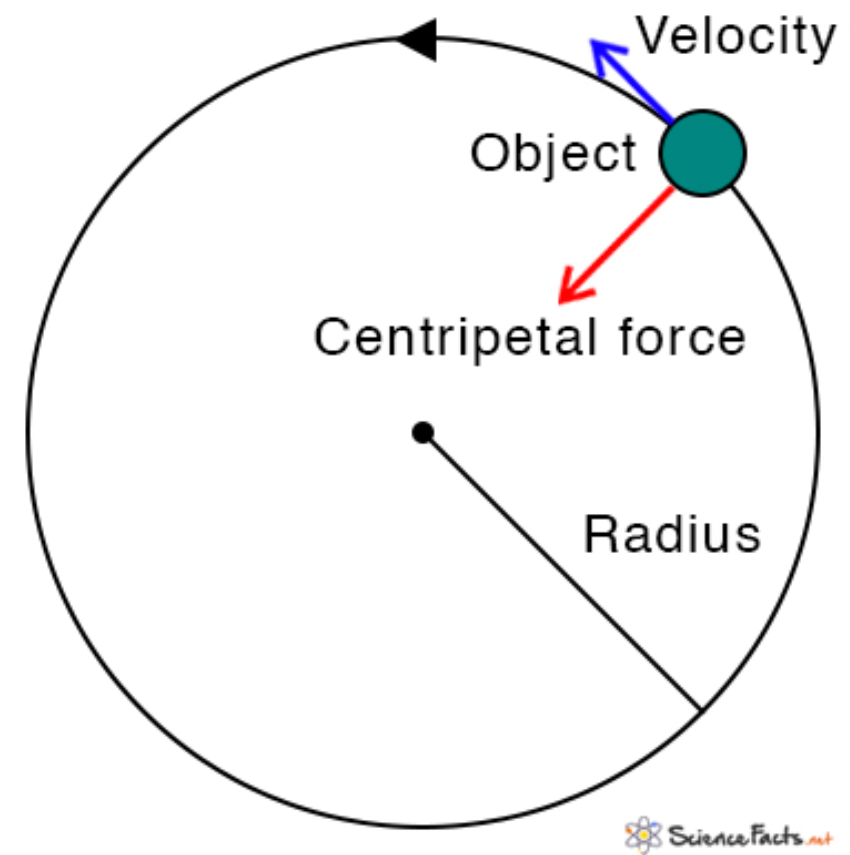 Velocity
Object
Centripetal force
Radius
ScienceFacts.net